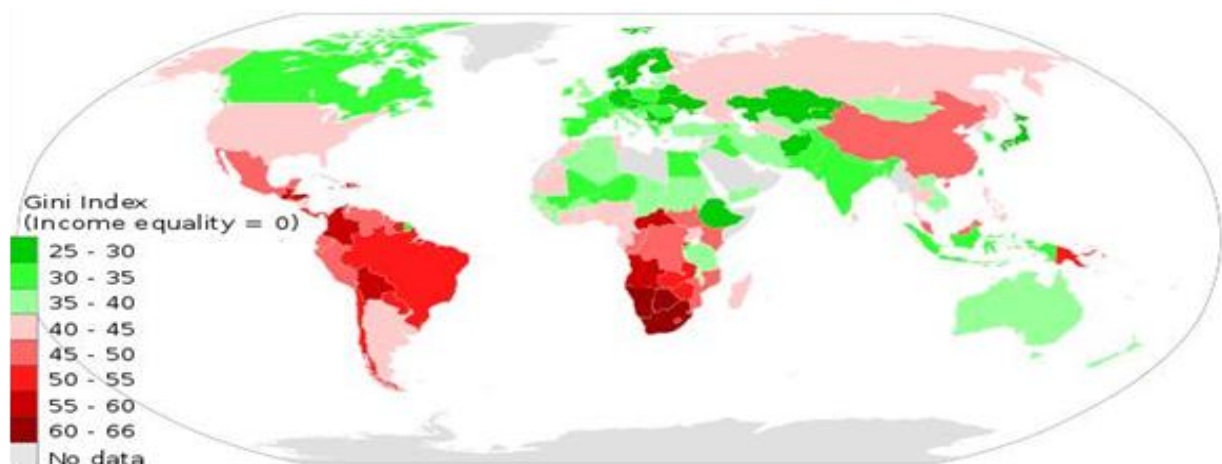 Gini Index
(Income equality = 0)
25 - 30
30 - 35
35 - 40
40 - 45
45 - 50
50 - 55
55 - 60
60 - 66
No data